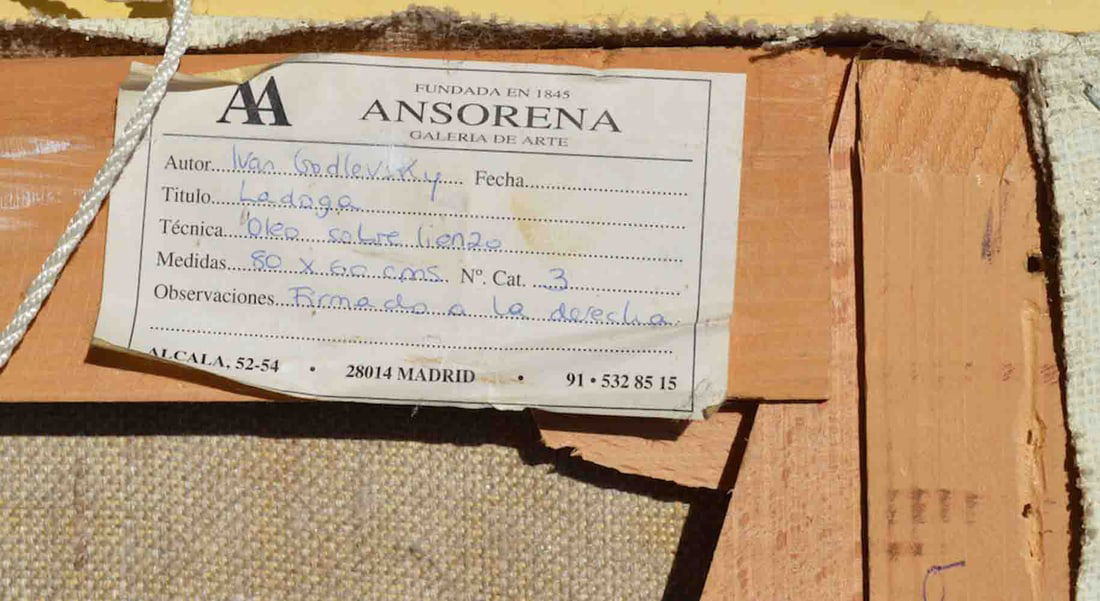 AA
FUNDADA EN 1845
ANSORENA
GALERIA DE ARTE
Autor...Ivan Godlevsky... Fecha...
Titulo...Ladoga...
Técnica...Oleo sobre lienzo...
Medidas...80 x 60 cms... Nº. Cat. ...3...
Observaciones...Firmado a la derecha.
ALCALA, 52-54 • 28014 MADRID • 91 • 532 85 15